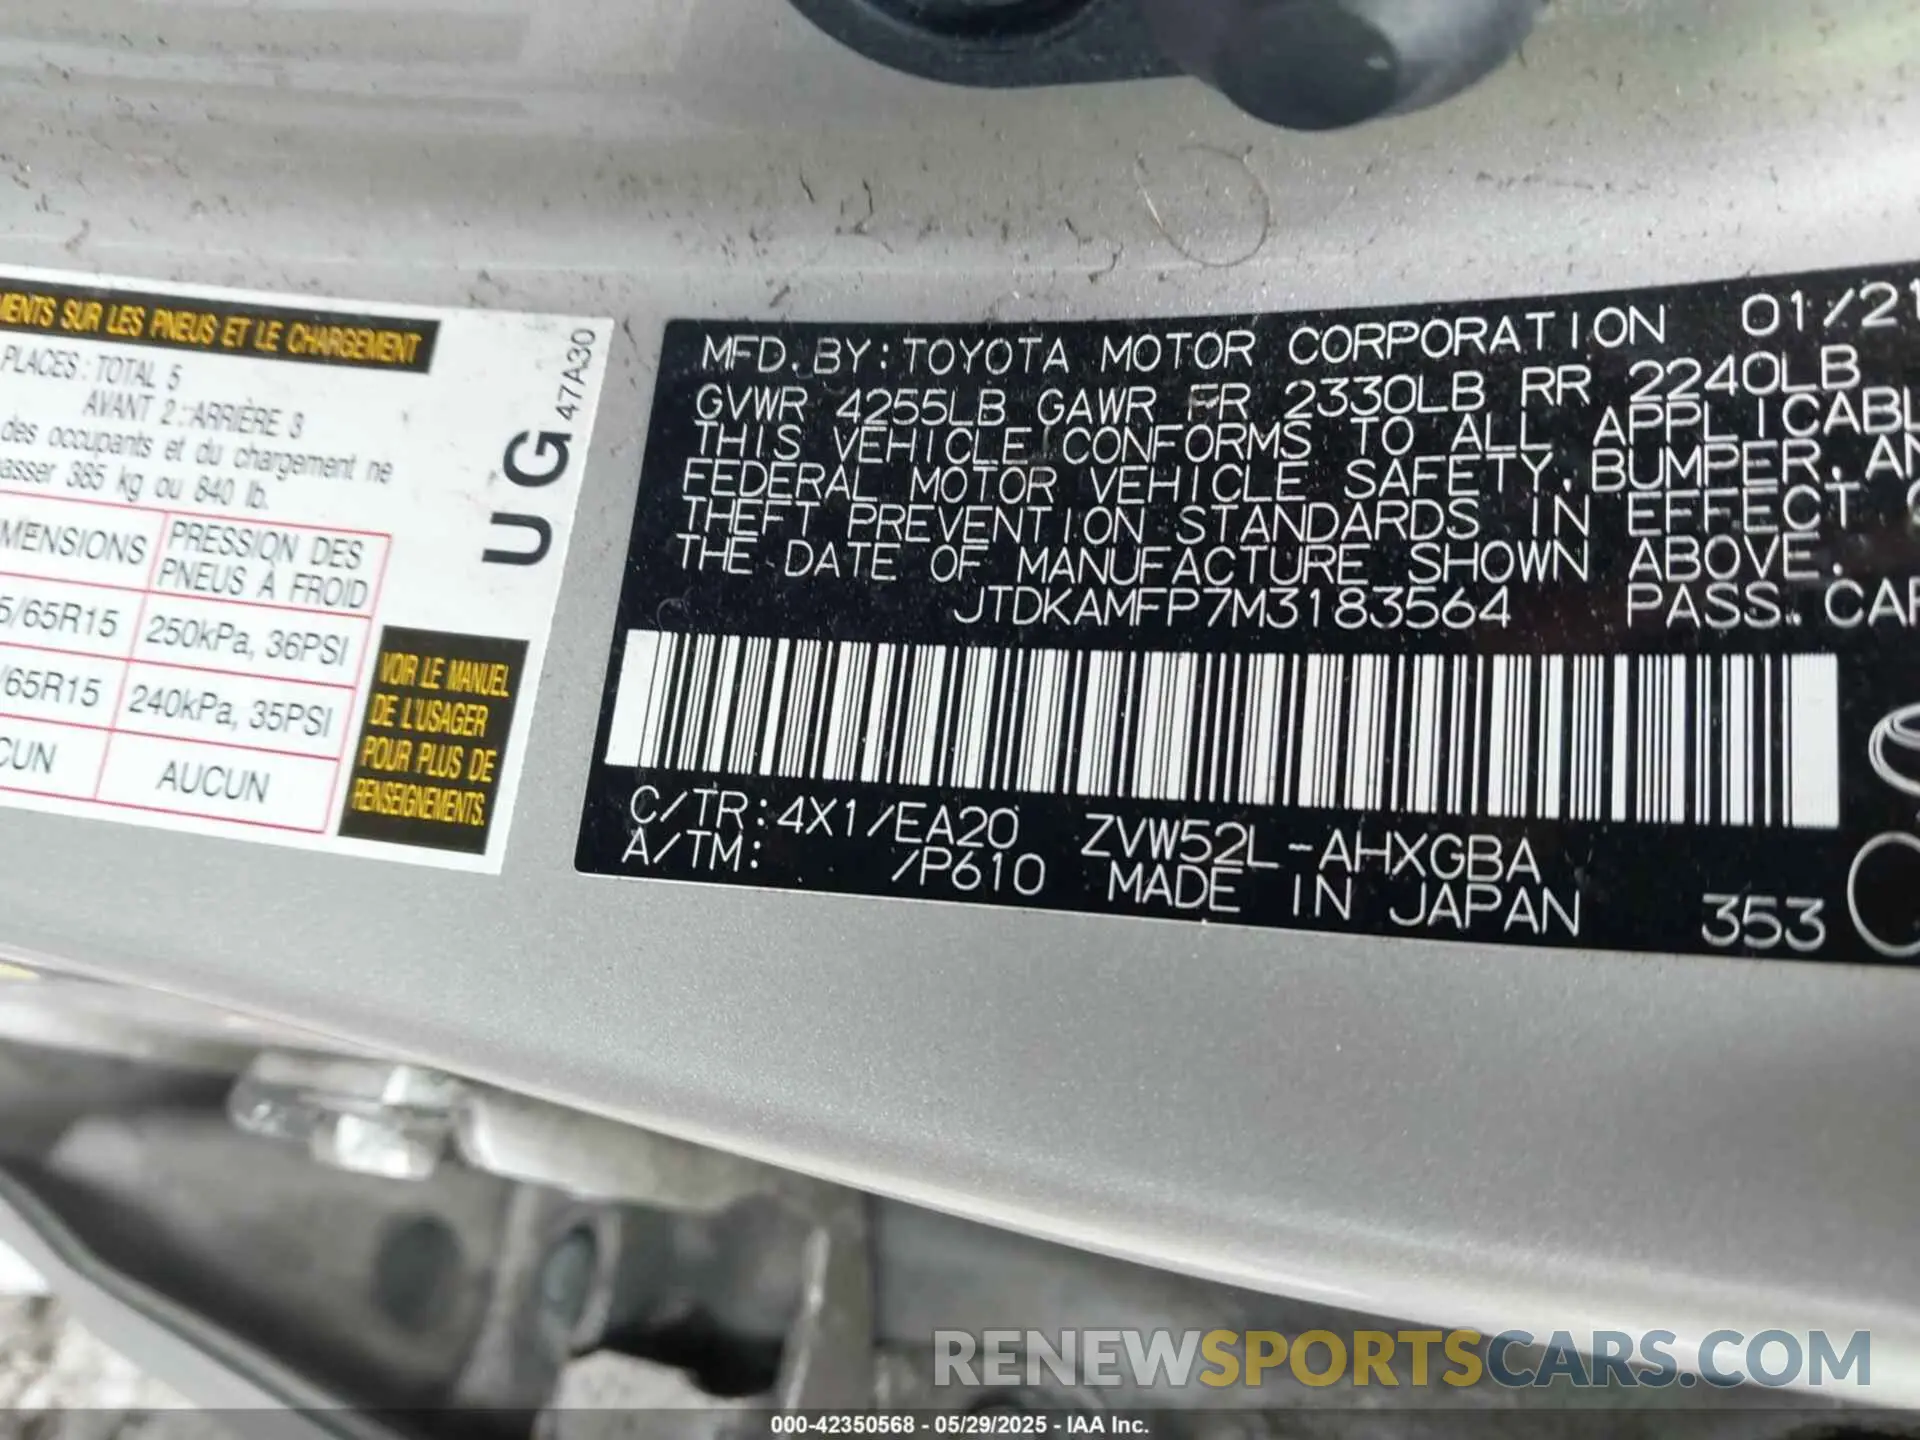 MENTS SUR LES PNEUS ET LE CHARGEMENT
PLACES : TOTAL 5
AVANT 2 : ARRIÈRE 3
des occupants et du chargement ne
passer 385 kg ou 840 lb.
MENSIONS PRESSION DES
PNEUS À FROID
5/65R15 250kPa, 36PSI
/65R15 240kPa, 35PSI
CUN AUCUN
VOIR LE MANUEL
DE L'USAGER
POUR PLUS DE
RENSEIGNEMENTS.
UG 47A30
MFD. BY: TOYOTA MOTOR CORPORATION 01/21
GVWR 4255LB GAWR FR 2330LB RR 2240LB
THIS VEHICLE CONFORMS TO ALL APPLICABL
FEDERAL MOTOR VEHICLE SAFETY, BUMPER, AN
THEFT PREVENTION STANDARDS IN EFFECT
THE DATE OF MANUFACTURE SHOWN ABOVE.
JTDKAMFP7M3183564 PASS. CAR
C/TR: 4X1/EA20 ZVW52L-AHXGBA
A/TM: /P610 MADE IN JAPAN 353
RENEWSPORTSCARS.COM
000-42350568 - 05/29/2025 - IAA Inc.